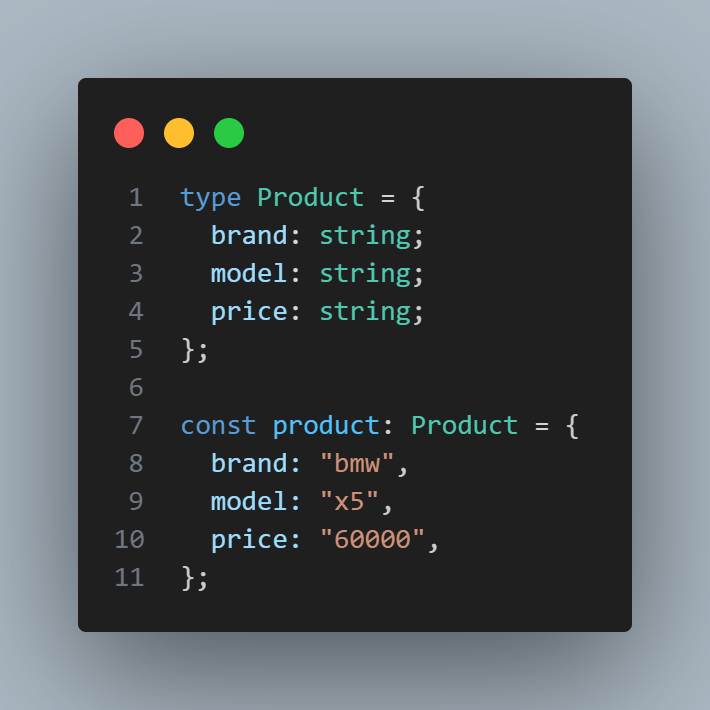 1 type Product = {
2   brand: string;
3   model: string;
4   price: string;
5 };
6
7 const product: Product = {
8   brand: "bmw",
9   model: "x5",
10   price: "60000",
11 };